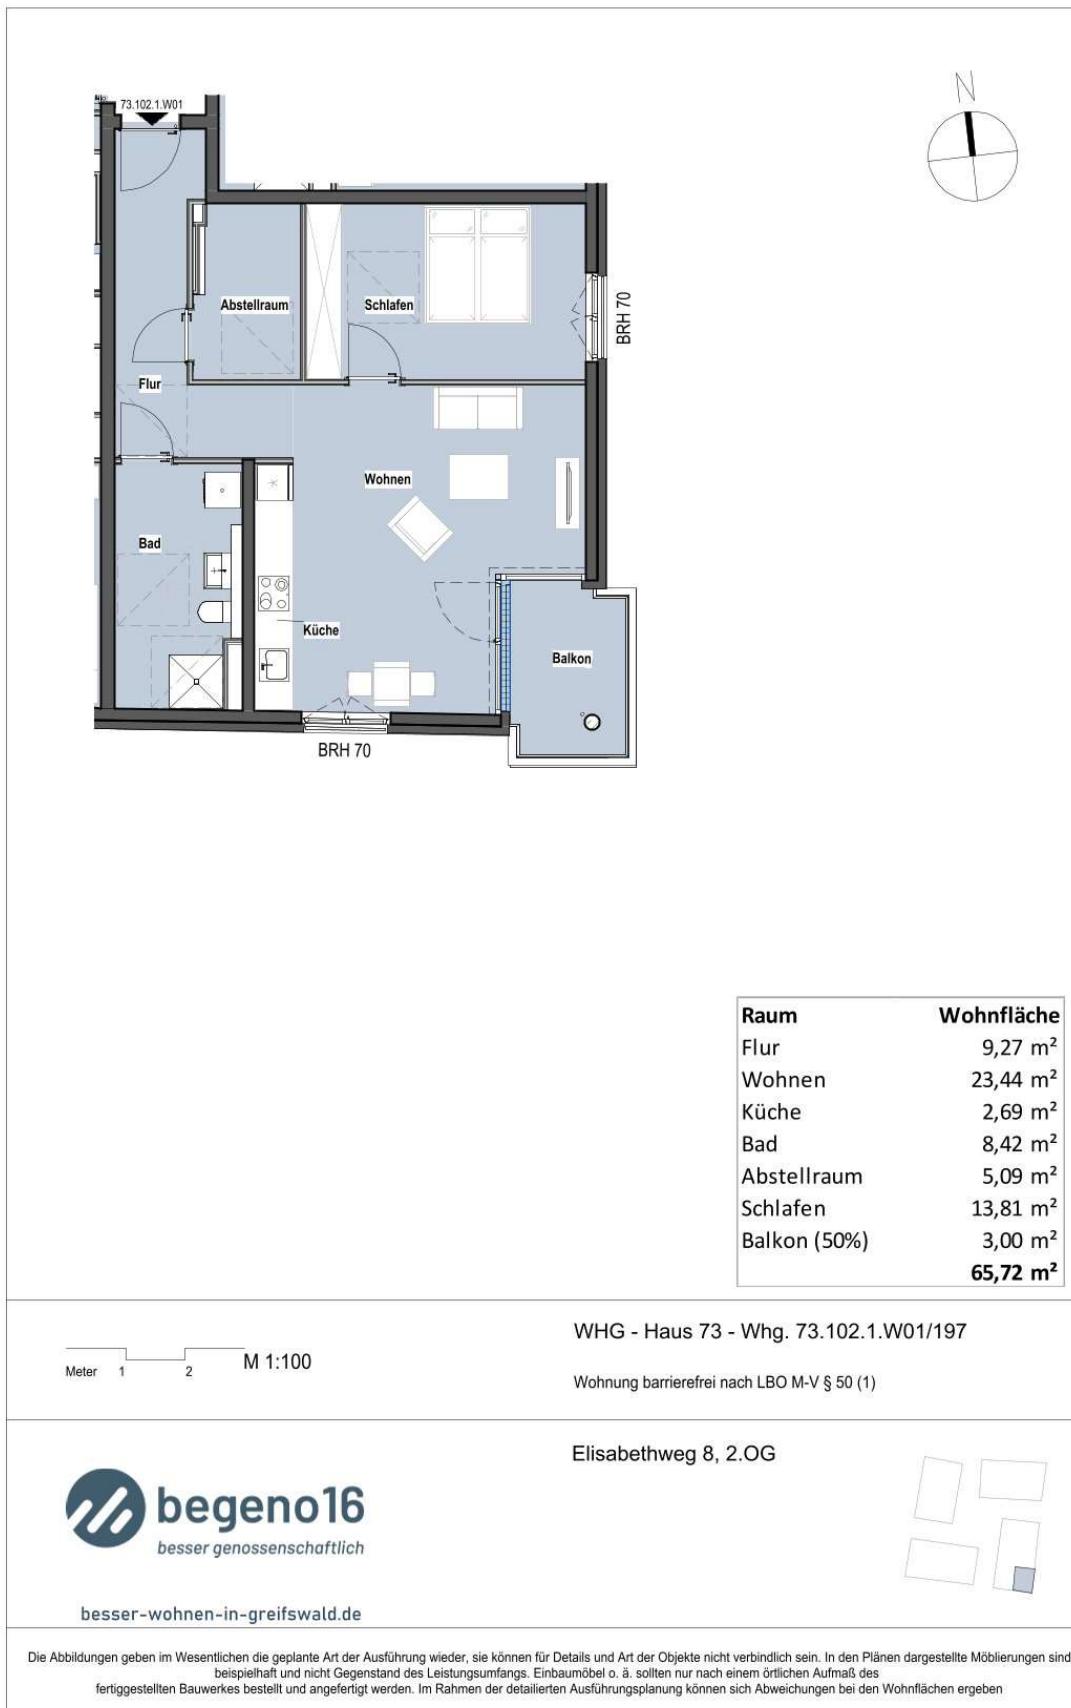 73.102.1.W01
N
Abstellraum
Schlafen
BRH 70
Flur
Wohnen
Bad
Küche
Balkon
BRH 70
Raum Wohnfläche
Flur 9,27 m²
Wohnen 23,44 m²
Küche 2,69 m²
Bad 8,42 m²
Abstellraum 5,09 m²
Schlafen 13,81 m²
Balkon (50%) 3,00 m²
65,72 m²
Meter 1 2 M 1:100
WHG - Haus 73 - Whg. 73.102.1.W01/197
Wohnung barrierefrei nach LBO M-V § 50 (1)
Elisabethweg 8, 2.OG
begeno16
besser genossenschaftlich
besser-wohnen-in-greifswald.de
Die Abbildungen geben im Wesentlichen die geplante Art der Ausführung wieder, sie können für Details und Art der Objekte nicht verbindlich sein. In den Plänen dargestellte Möblierungen sind
beispielhaft und nicht Gegenstand des Leistungsumfangs. Einbaumöbel o. ä. sollten nur nach einem örtlichen Aufmaß des
fertiggestellten Bauwerkes bestellt und angefertigt werden. Im Rahmen der detailierten Ausführungsplanung können sich Abweichungen bei den Wohnflächen ergeben